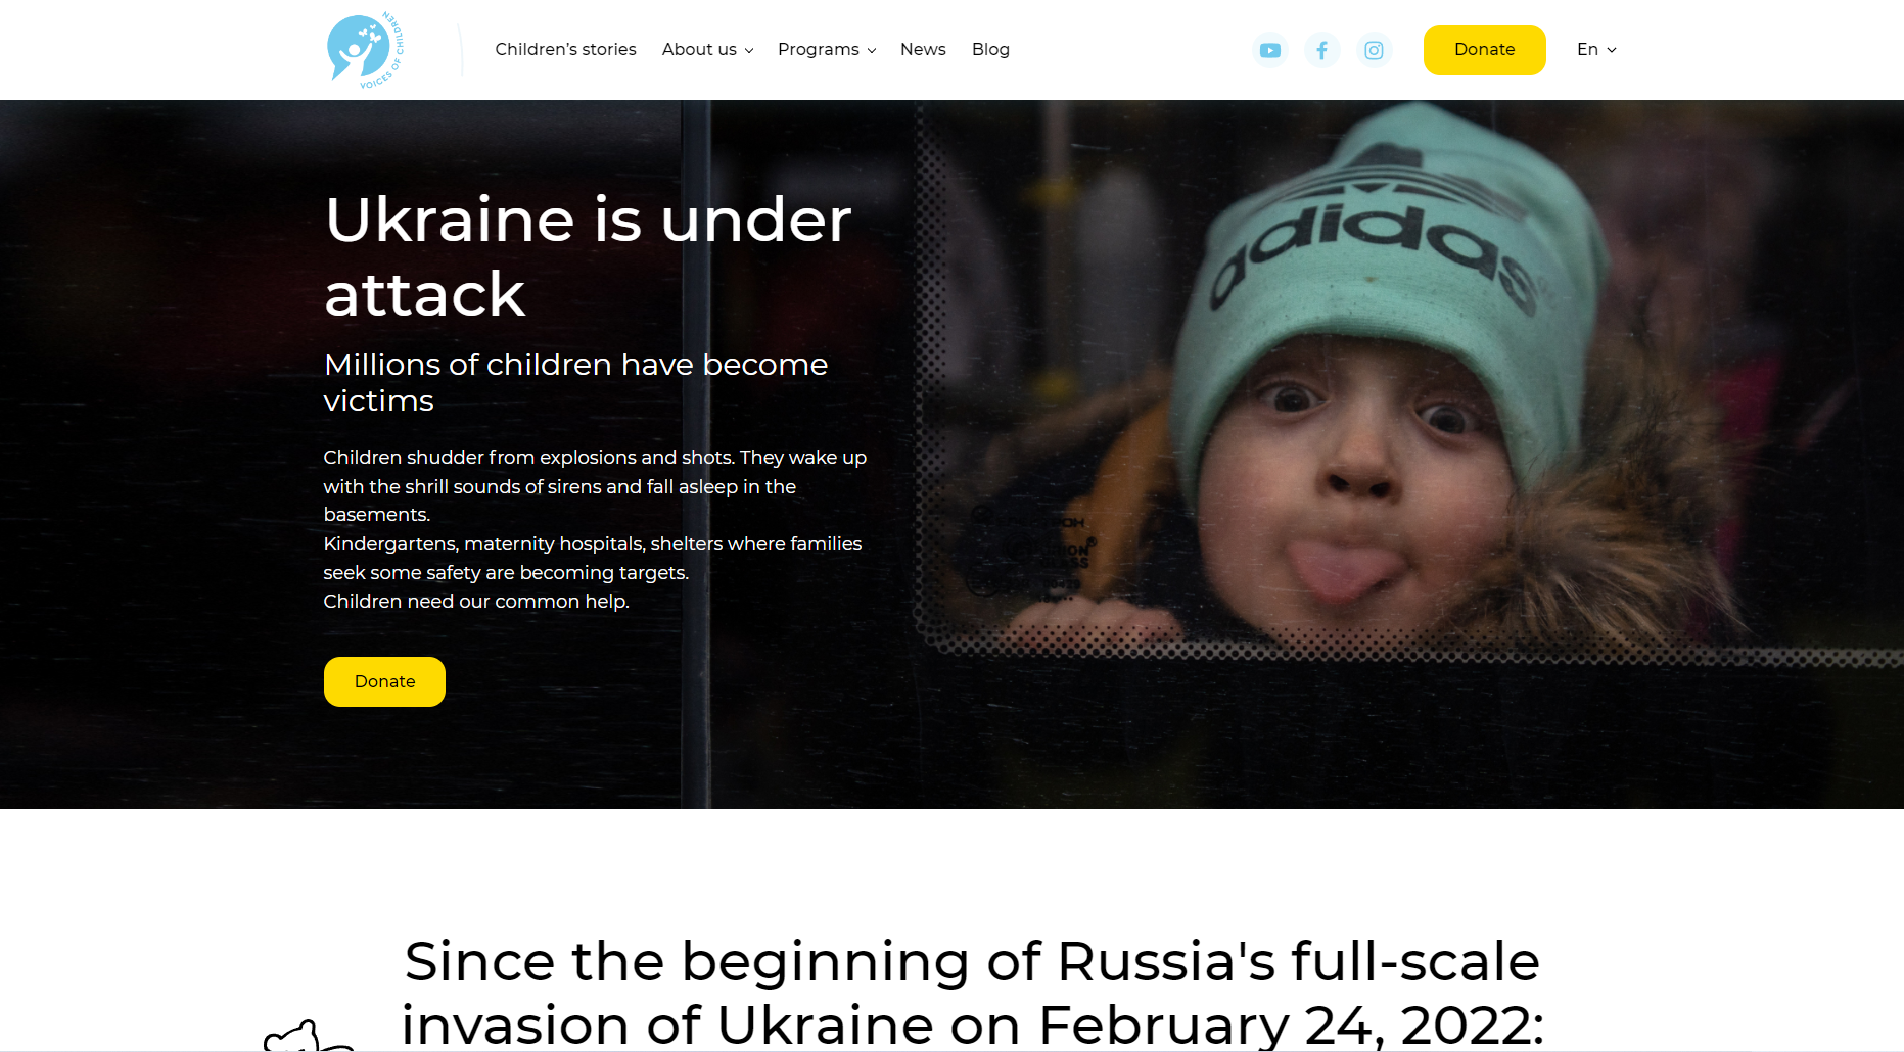 VOICES OF CHILDREN
Children's stories
About us
Programs
News
Blog
Donate
En
Ukraine is under
attack
Millions of children have become
victims
Children shudder from explosions and shots. They wake up
with the shrill sounds of sirens and fall asleep in the
basements.
Kindergartens, maternity hospitals, shelters where families
seek some safety are becoming targets.
Children need our common help.
Donate
adidas
Since the beginning of Russia's full-scale
invasion of Ukraine on February 24, 2022: